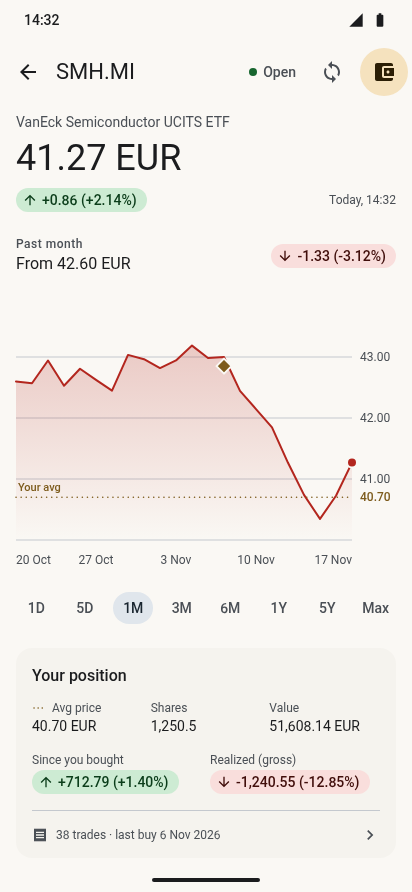 14:32
SMH.MI
Open
VanEck Semiconductor UCITS ETF
41.27 EUR
+0.86 (+2.14%)
Today, 14:32
Past month
From 42.60 EUR
-1.33 (-3.12%)
43.00
42.00
41.00
Your avg
40.70
20 Oct 27 Oct 3 Nov 10 Nov 17 Nov
1D 5D 1M 3M 6M 1Y 5Y Max
Your position
Avg price Shares Value
40.70 EUR 1,250.5 51,608.14 EUR
Since you bought Realized (gross)
+712.79 (+1.40%) -1,240.55 (-12.85%)
38 trades · last buy 6 Nov 2026